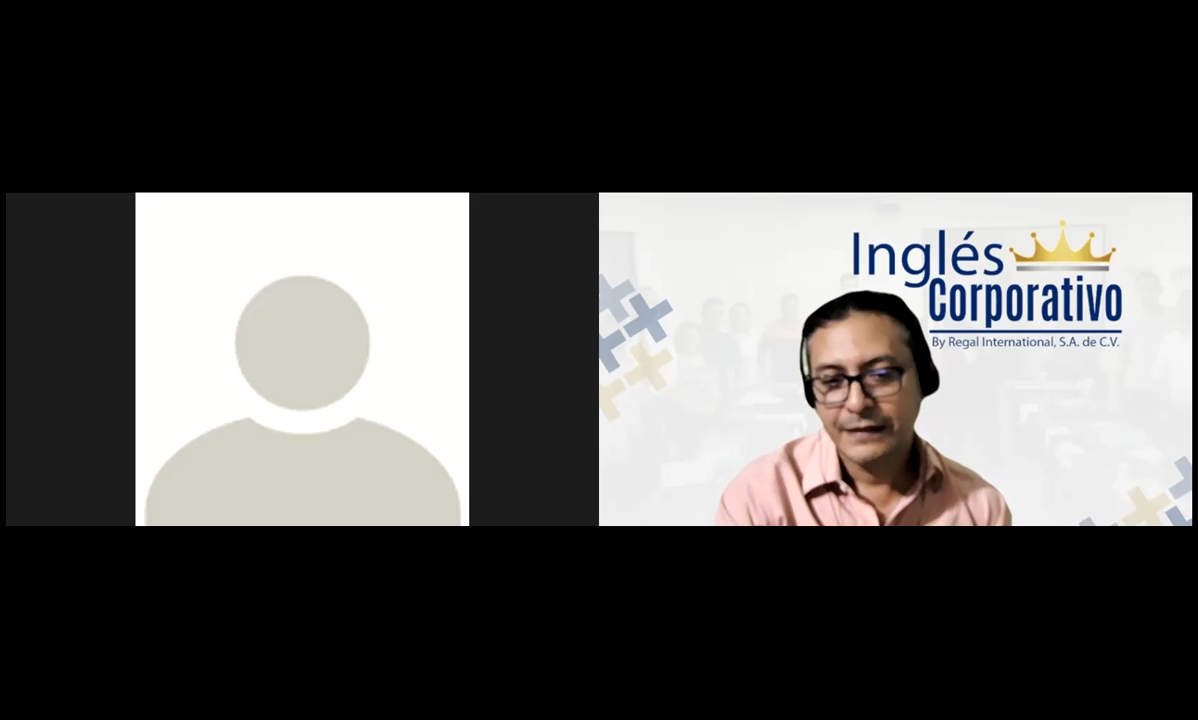 Inglés
Corporativo
By Regal International, S.A. de C.V.